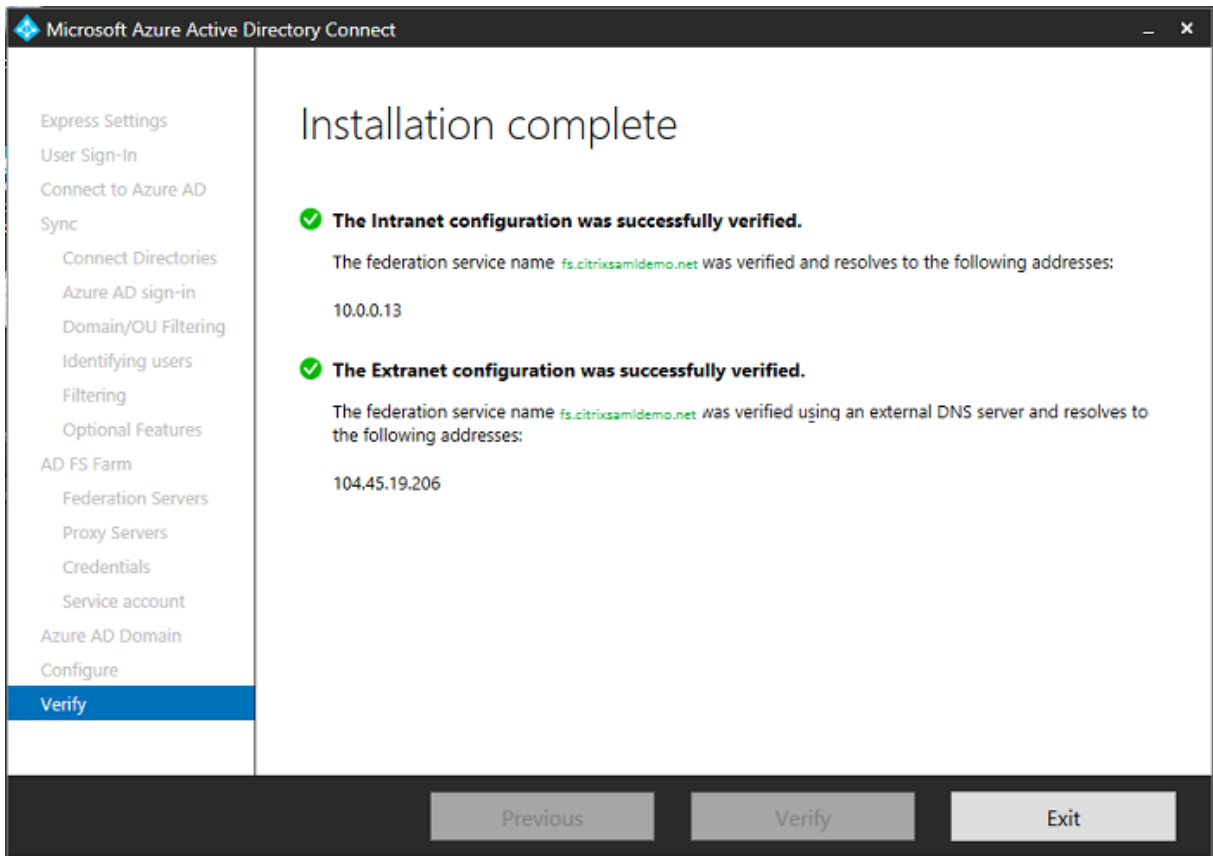 Microsoft Azure Active Directory Connect
Express Settings
User Sign-In
Connect to Azure AD
Sync
Connect Directories
Azure AD sign-in
Domain/OU Filtering
Identifying users
Filtering
Optional Features
AD FS Farm
Federation Servers
Proxy Servers
Credentials
Service account
Azure AD Domain
Configure
Verify
Installation complete
The Intranet configuration was successfully verified.
The federation service name fs.citrixsamldemo.net was verified and resolves to the following addresses:
10.0.0.13
The Extranet configuration was successfully verified.
The federation service name fs.citrixsamldemo.net was verified using an external DNS server and resolves to
the following addresses:
104.45.19.206
Previous
Verify
Exit